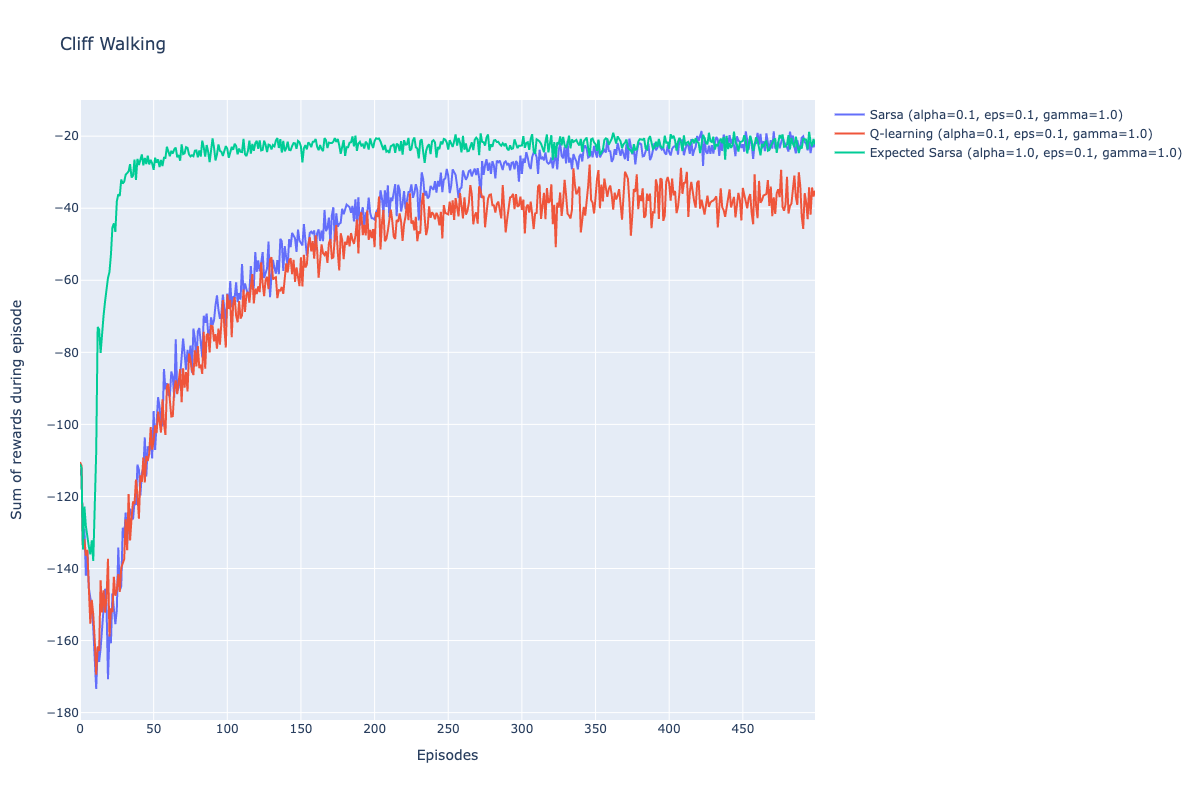 Cliff Walking
Sarsa (alpha=0.1, eps=0.1, gamma=1.0)
Q-learning (alpha=0.1, eps=0.1, gamma=1.0)
Expected Sarsa (alpha=1.0, eps=0.1, gamma=1.0)
Sum of rewards during episode
−20
−40
−60
−80
−100
−120
−140
−160
−180
0 50 100 150 200 250 300 350 400 450
Episodes